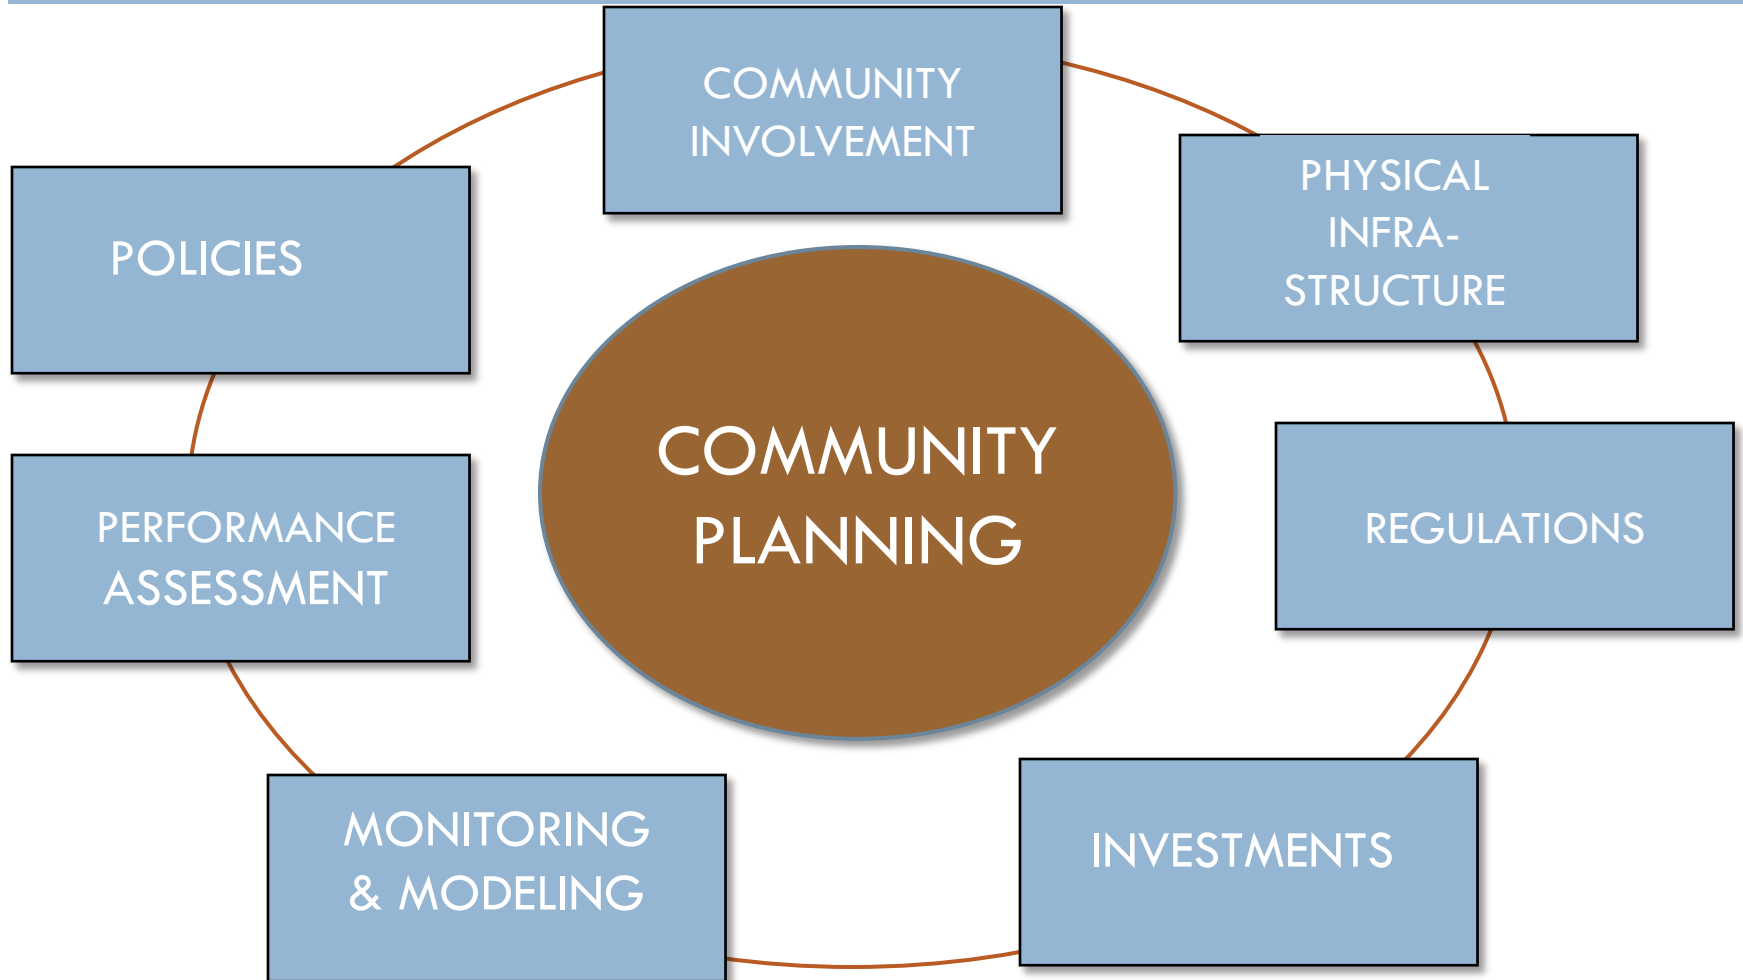 COMMUNITY
INVOLVEMENT
PHYSICAL
INFRA-
STRUCTURE
POLICIES
COMMUNITY
PLANNING
REGULATIONS
PERFORMANCE
ASSESSMENT
MONITORING
& MODELING
INVESTMENTS